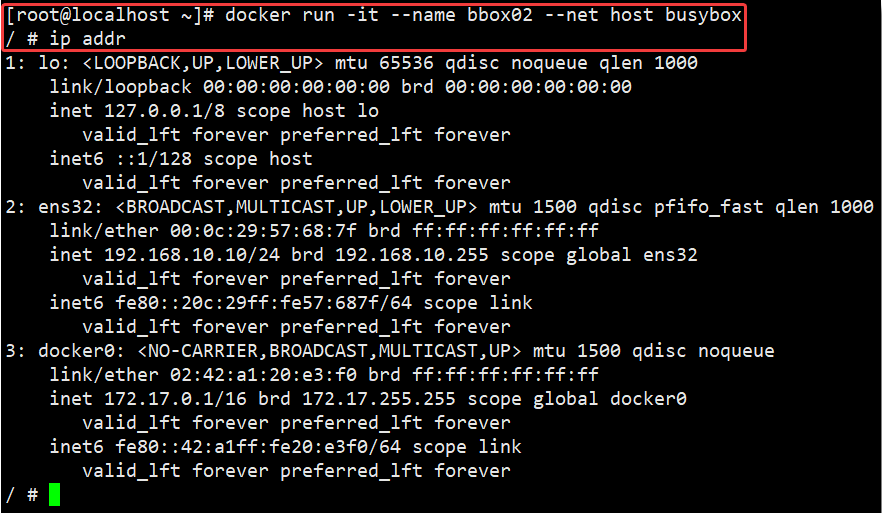 [root@localhost ~]# docker run -it --name bbox02 --net host busybox
/ # ip addr
1: lo: <LOOPBACK,UP,LOWER_UP> mtu 65536 qdisc noqueue qlen 1000
    link/loopback 00:00:00:00:00:00 brd 00:00:00:00:00:00
    inet 127.0.0.1/8 scope host lo
       valid_lft forever preferred_lft forever
    inet6 ::1/128 scope host
       valid_lft forever preferred_lft forever
2: ens32: <BROADCAST,MULTICAST,UP,LOWER_UP> mtu 1500 qdisc pfifo_fast qlen 1000
    link/ether 00:0c:29:57:68:7f brd ff:ff:ff:ff:ff:ff
    inet 192.168.10.10/24 brd 192.168.10.255 scope global ens32
       valid_lft forever preferred_lft forever
    inet6 fe80::20c:29ff:fe57:687f/64 scope link
       valid_lft forever preferred_lft forever
3: docker0: <NO-CARRIER,BROADCAST,MULTICAST,UP> mtu 1500 qdisc noqueue
    link/ether 02:42:a1:20:e3:f0 brd ff:ff:ff:ff:ff:ff
    inet 172.17.0.1/16 brd 172.17.255.255 scope global docker0
       valid_lft forever preferred_lft forever
    inet6 fe80::42:a1ff:fe20:e3f0/64 scope link
       valid_lft forever preferred_lft forever
/ #